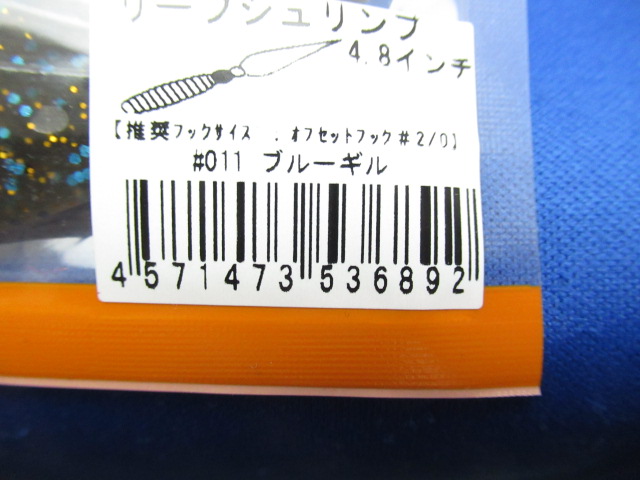 リーフシュリンプ
4.8インチ
【推奨フックサイズ .オフセットフック#2/0】
#011 ブルーギル
4571473536892